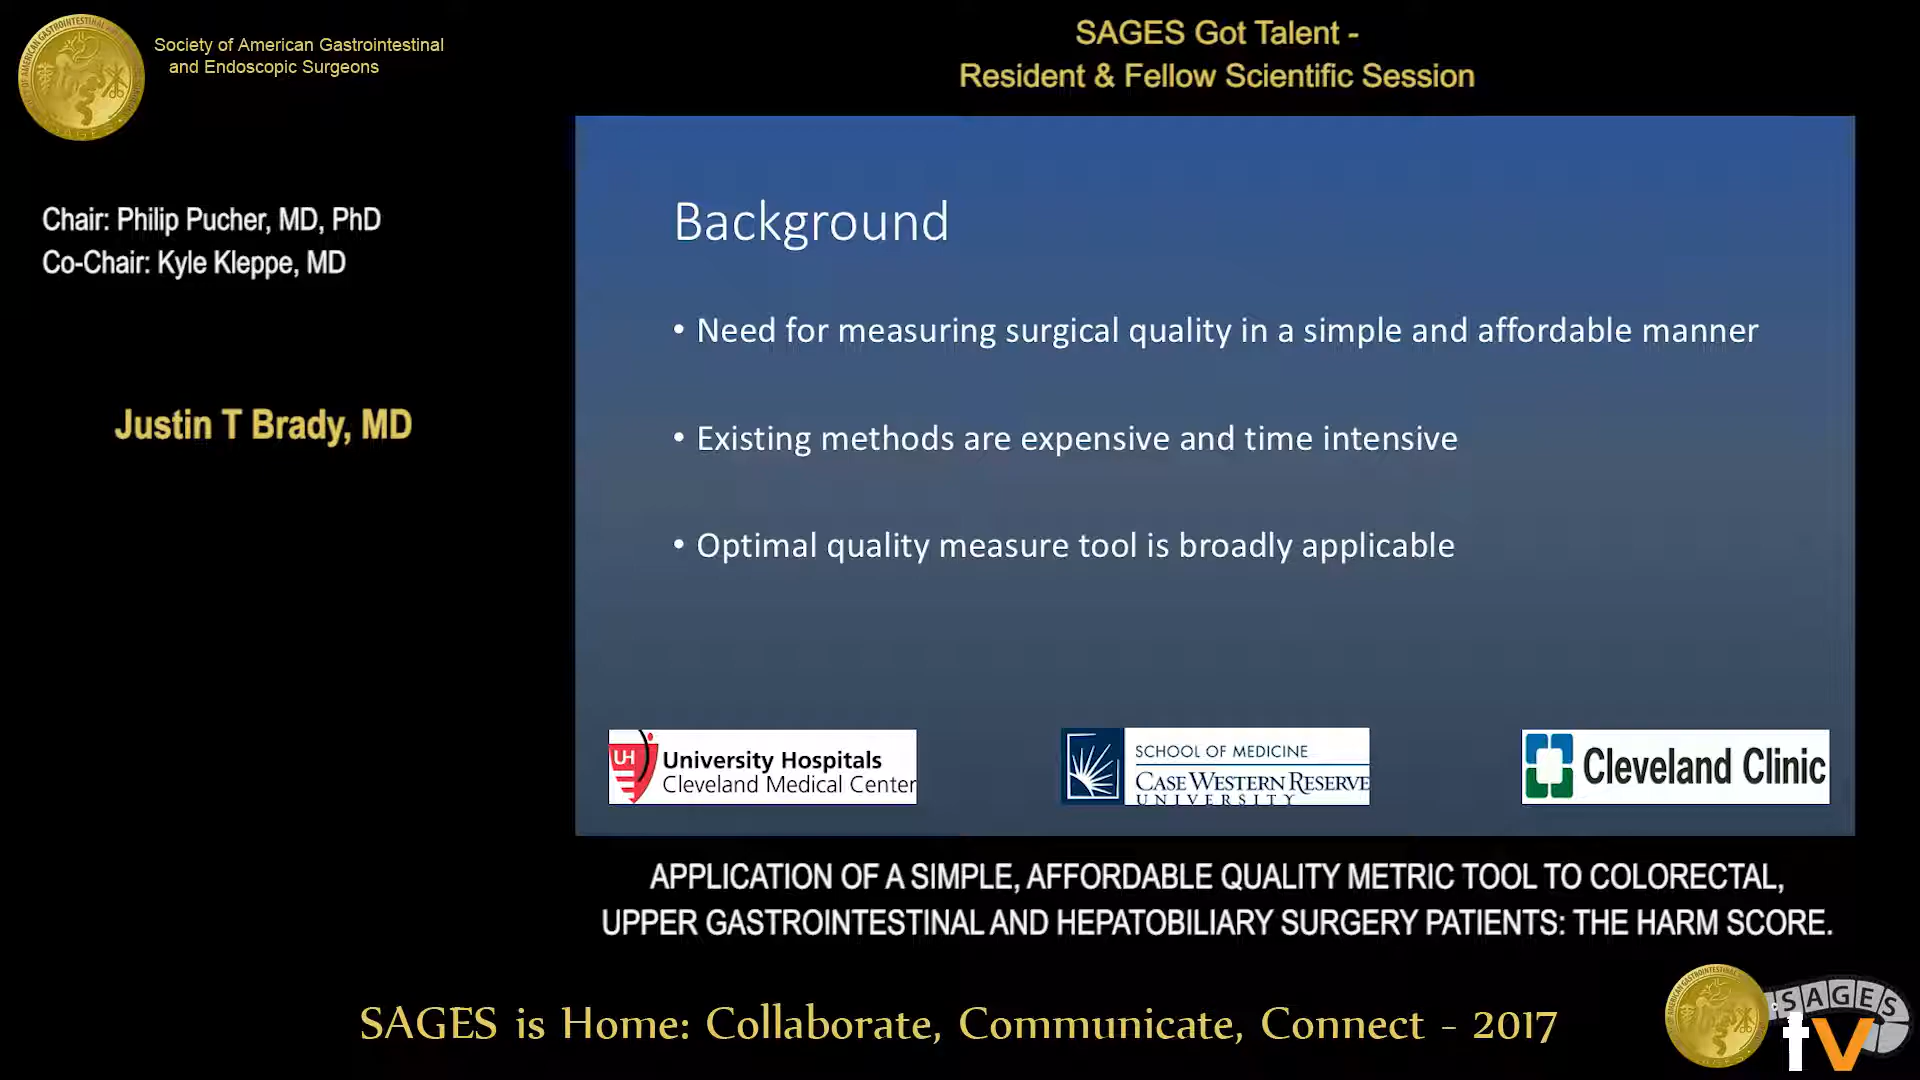 Society of American Gastrointestinal
and Endoscopic Surgeons
SAGES Got Talent -
Resident & Fellow Scientific Session
Chair: Philip Pucher, MD, PhD
Co-Chair: Kyle Kleppe, MD
Justin T Brady, MD
Background
• Need for measuring surgical quality in a simple and affordable manner
• Existing methods are expensive and time intensive
• Optimal quality measure tool is broadly applicable
UH
University Hospitals
Cleveland Medical Center
SCHOOL OF MEDICINE
CASE WESTERN RESERVE
UNIVERSITY
Cleveland Clinic
APPLICATION OF A SIMPLE, AFFORDABLE QUALITY METRIC TOOL TO COLORECTAL,
UPPER GASTROINTESTINAL AND HEPATOBILIARY SURGERY PATIENTS: THE HARM SCORE.
SAGES is Home: Collaborate, Communicate, Connect - 2017
SAGES
tv